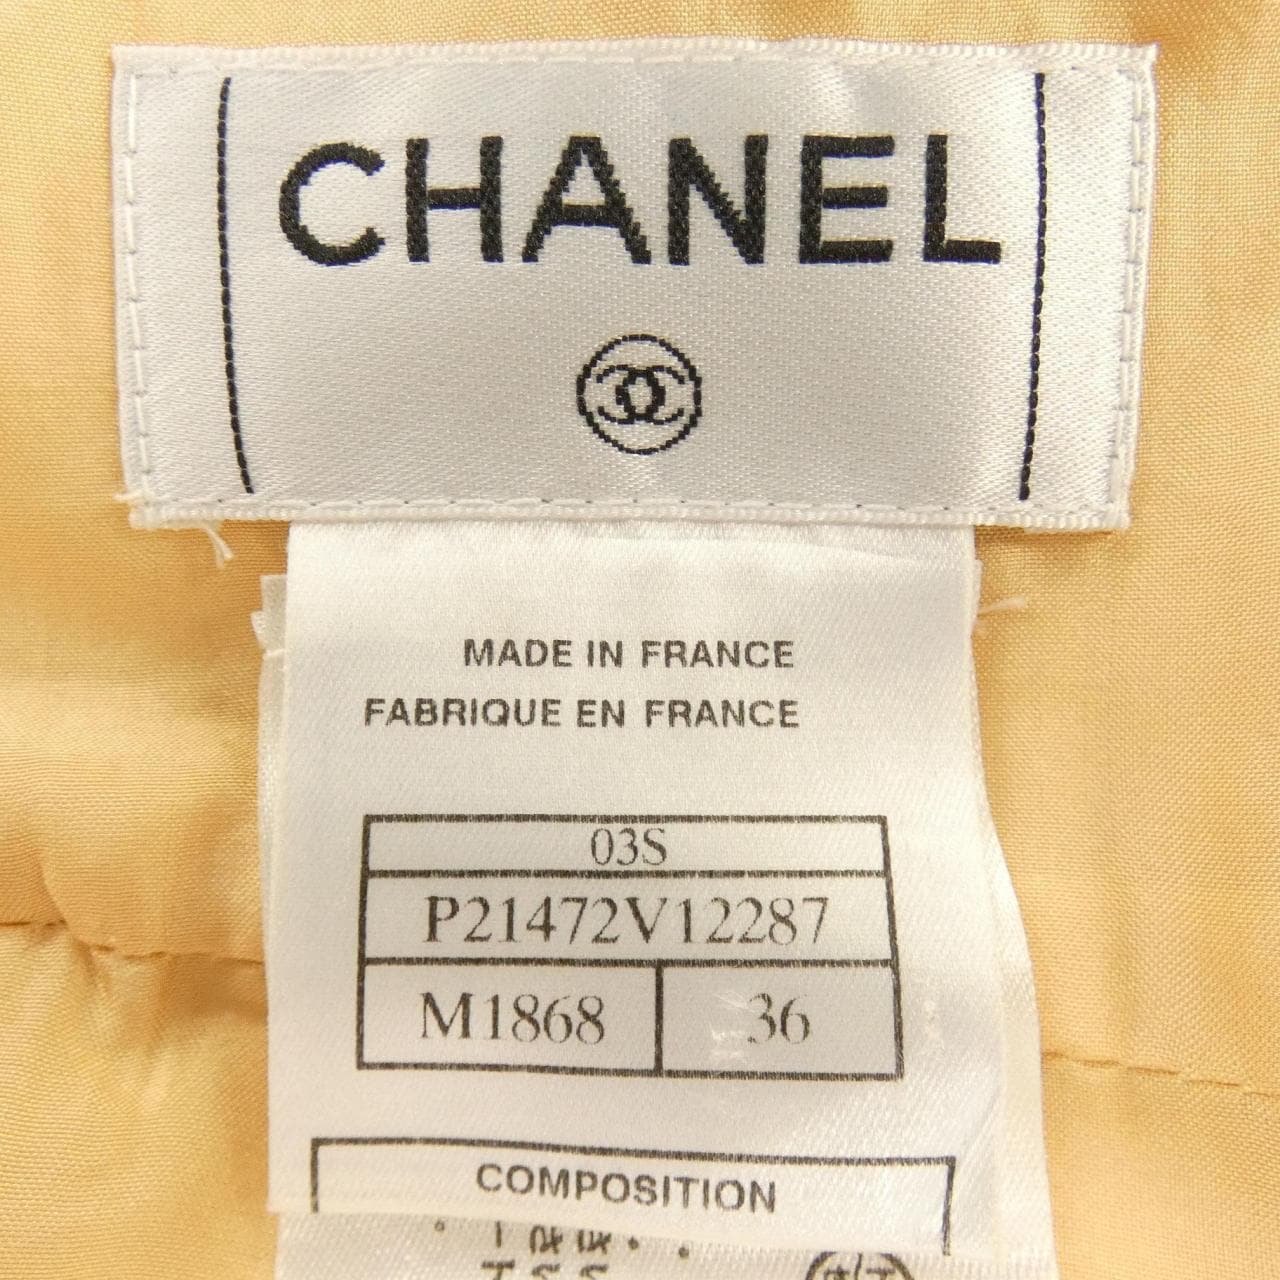 CHANEL
MADE IN FRANCE
FABRIQUE EN FRANCE
03S
P21472V12287
M1868 36
COMPOSITION